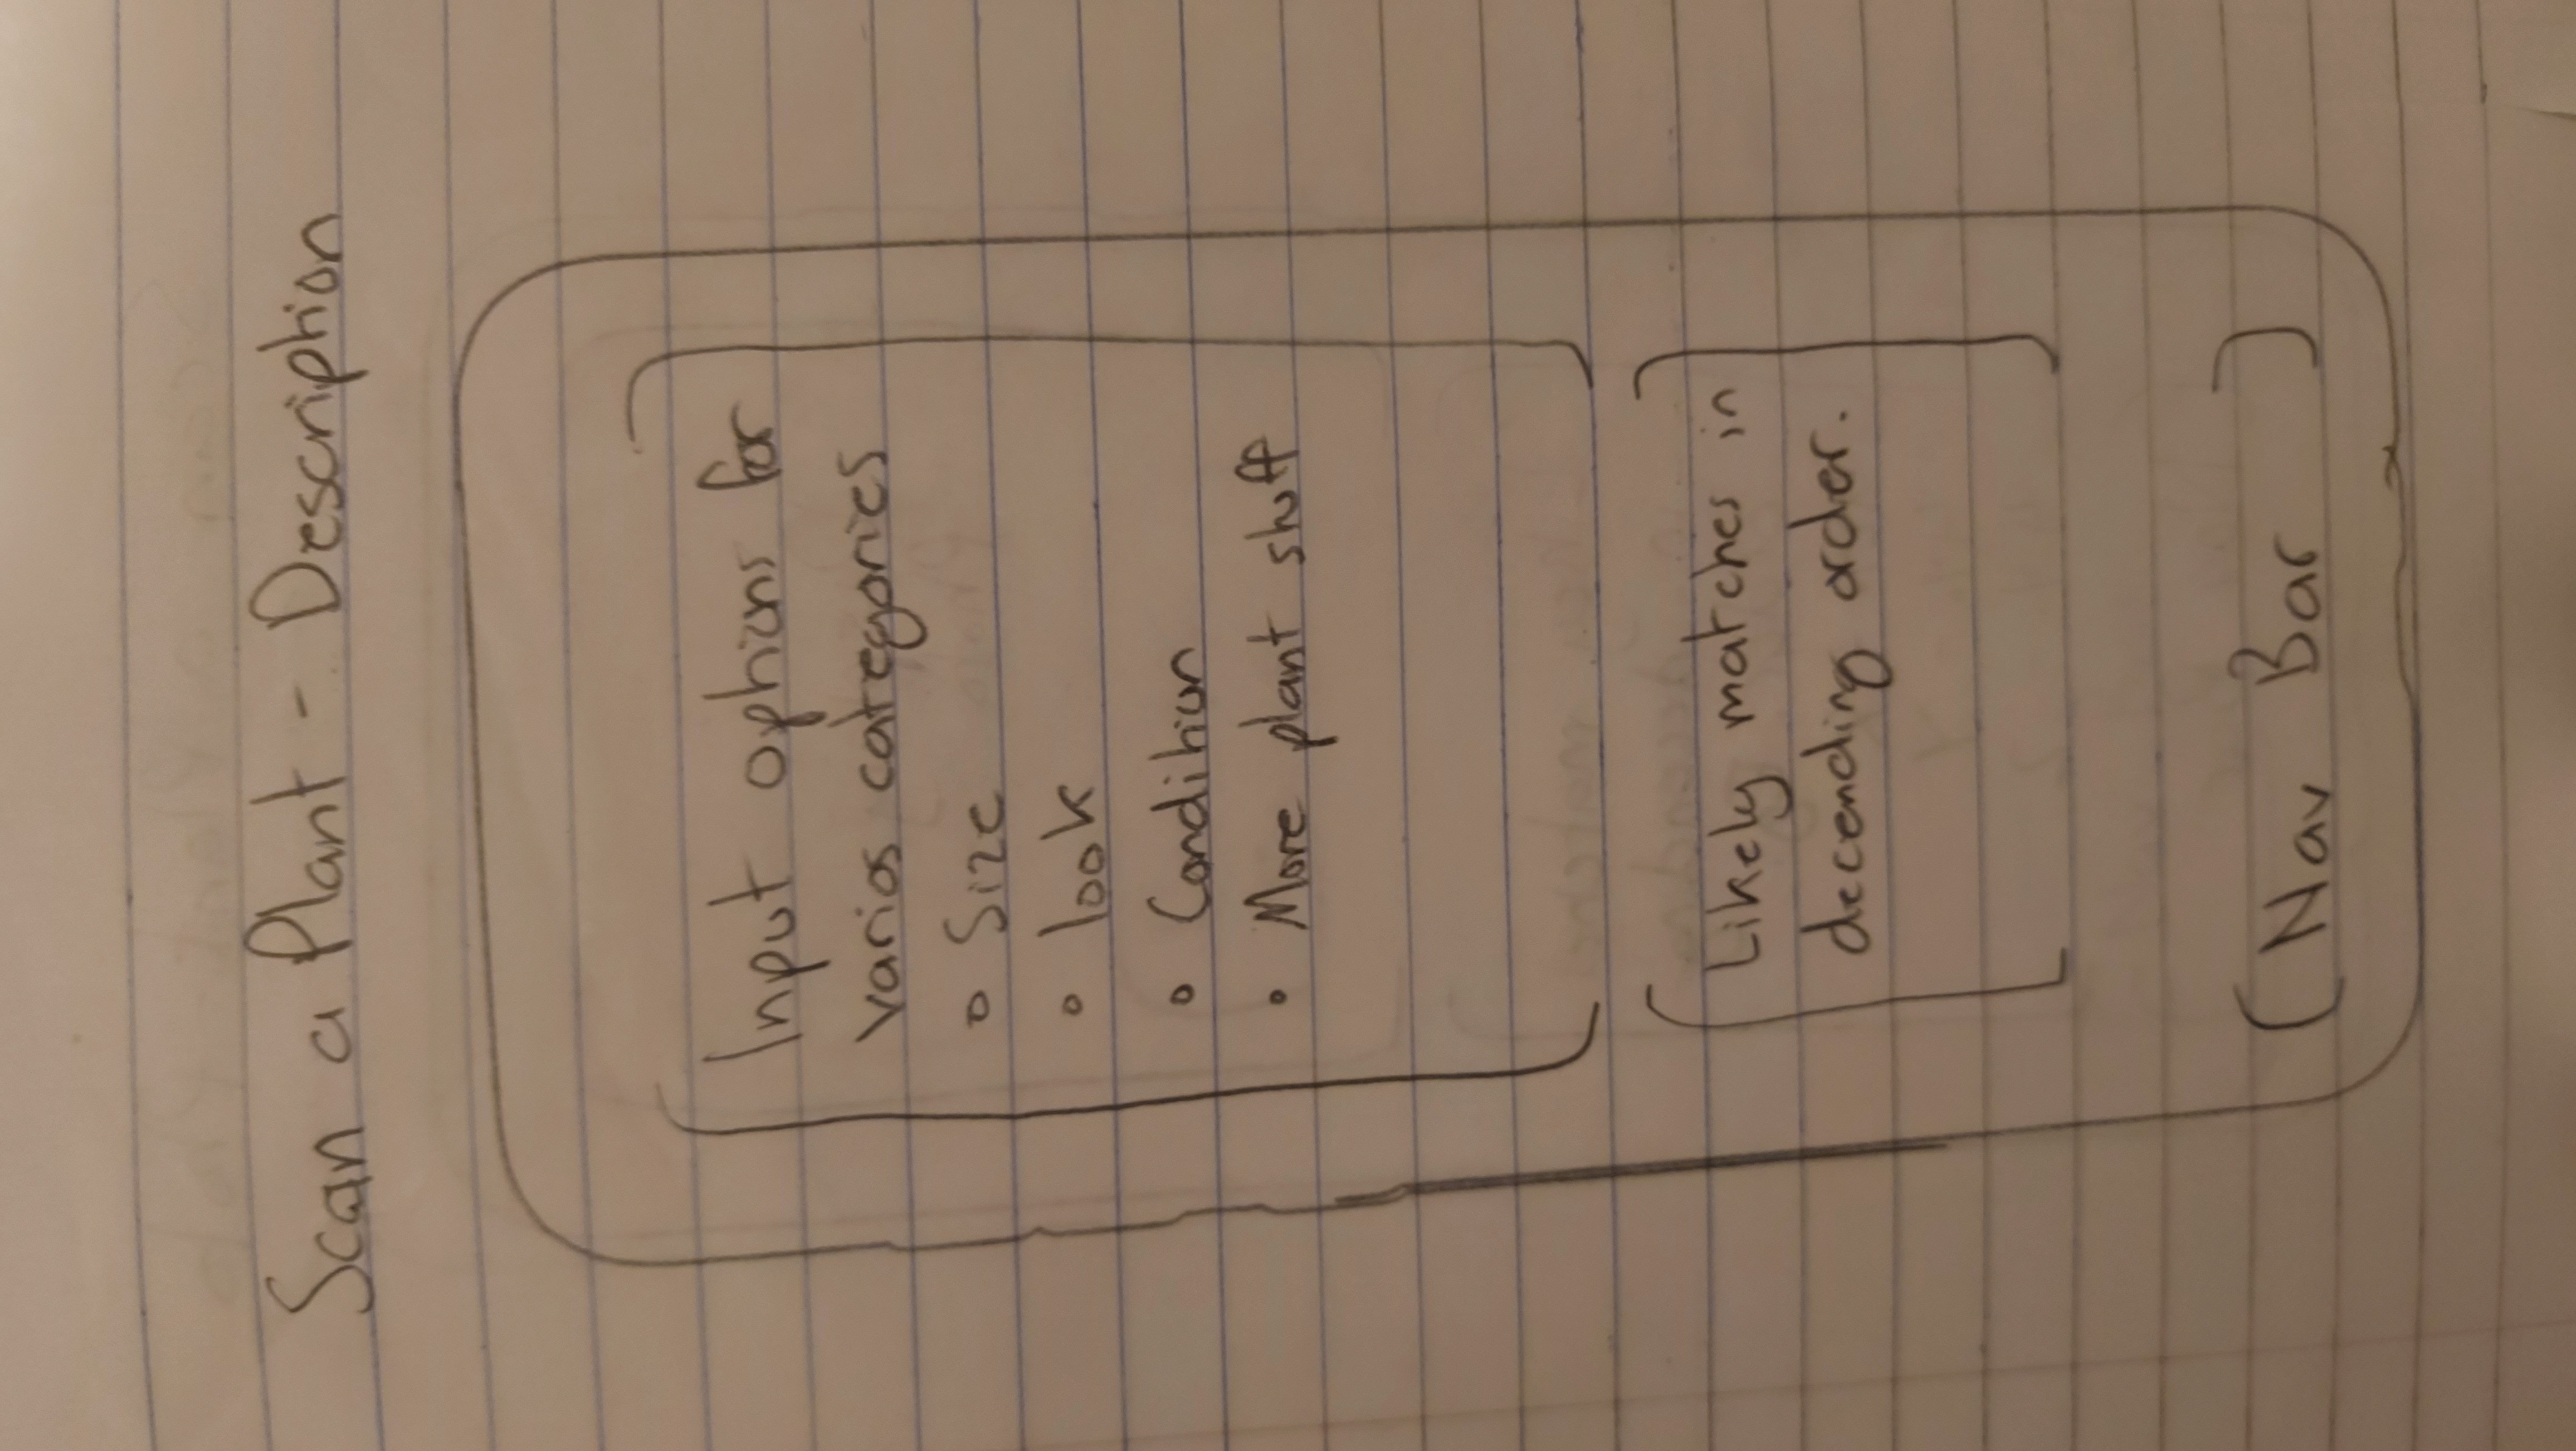 Scan a Plant - Description
Input options for
varios categories
Size
look
Condition
More plant stuff
Likely matches in
decending order.
Nav Bar